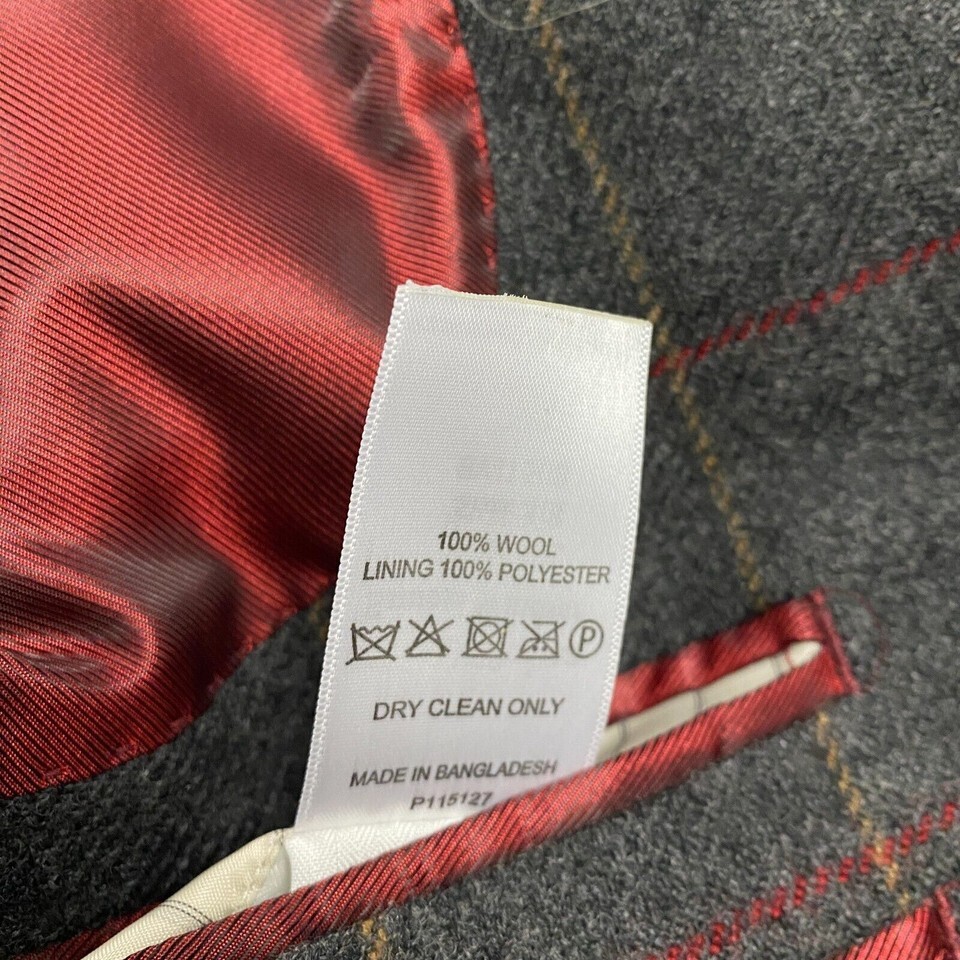 100% WOOL
LINING 100% POLYESTER
P
DRY CLEAN ONLY
MADE IN BANGLADESH
P115127